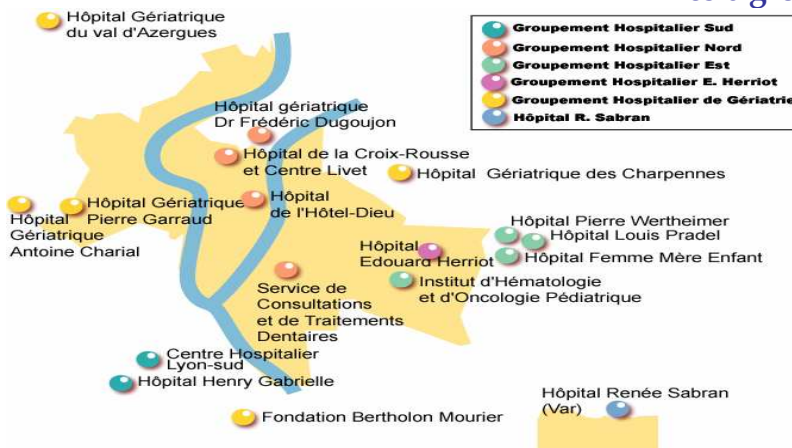 Hôpital Gériatrique
du val d'Azergues
Groupement Hospitalier Sud
Groupement Hospitalier Nord
Groupement Hospitalier Est
Groupement Hospitalier E. Herriot
Groupement Hospitalier de Gériatrie
Hôpital R. Sabran
Hôpital gériatrique
Dr Frédéric Dugoujon
Hôpital de la Croix-Rousse
et Centre Livet
Hôpital Gériatrique des Charpennes
Hôpital
Gériatrique
Antoine Charial
Hôpital Gériatrique
Pierre Garraud
Hôpital
de l'Hôtel-Dieu
Hôpital Pierre Wertheimer
Hôpital Louis Pradel
Hôpital Femme Mère Enfant
Hôpital
Edouard Herriot
Institut d'Hématologie
et d'Oncologie Pédiatrique
Service de
Consultations
et de Traitements
Dentaires
Centre Hospitalier
Lyon-sud
Hôpital Henry Gabrielle
Fondation Bertholon Mourier
Hôpital Renée Sabran
(Var)